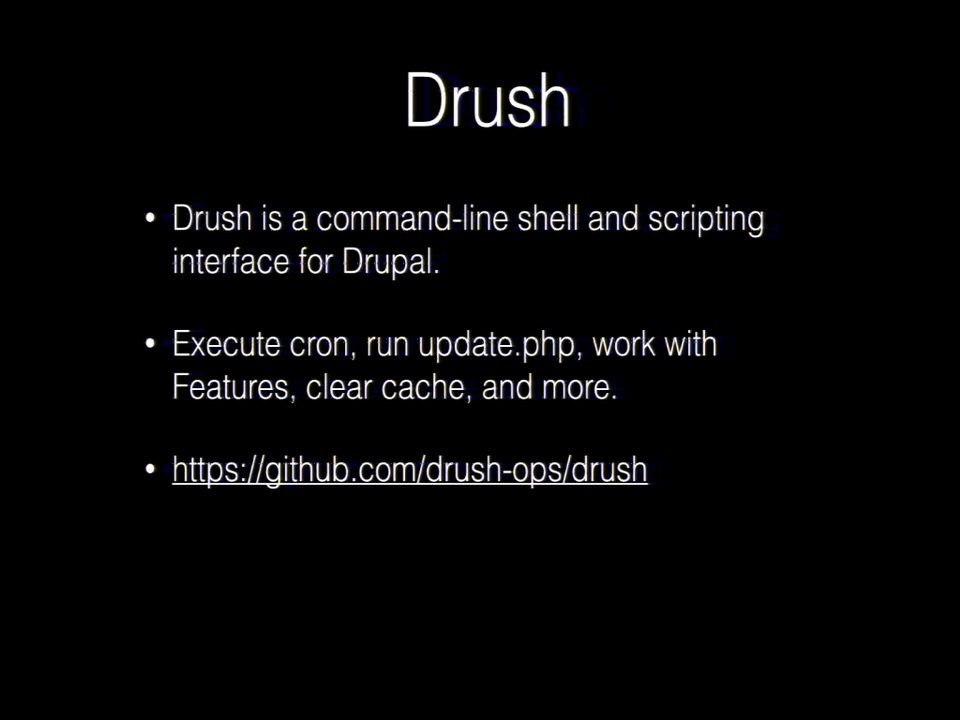 Drush
• Drush is a command-line shell and scripting
interface for Drupal.
• Execute cron, run update.php, work with
Features, clear cache, and more.
• https://github.com/drush-ops/drush